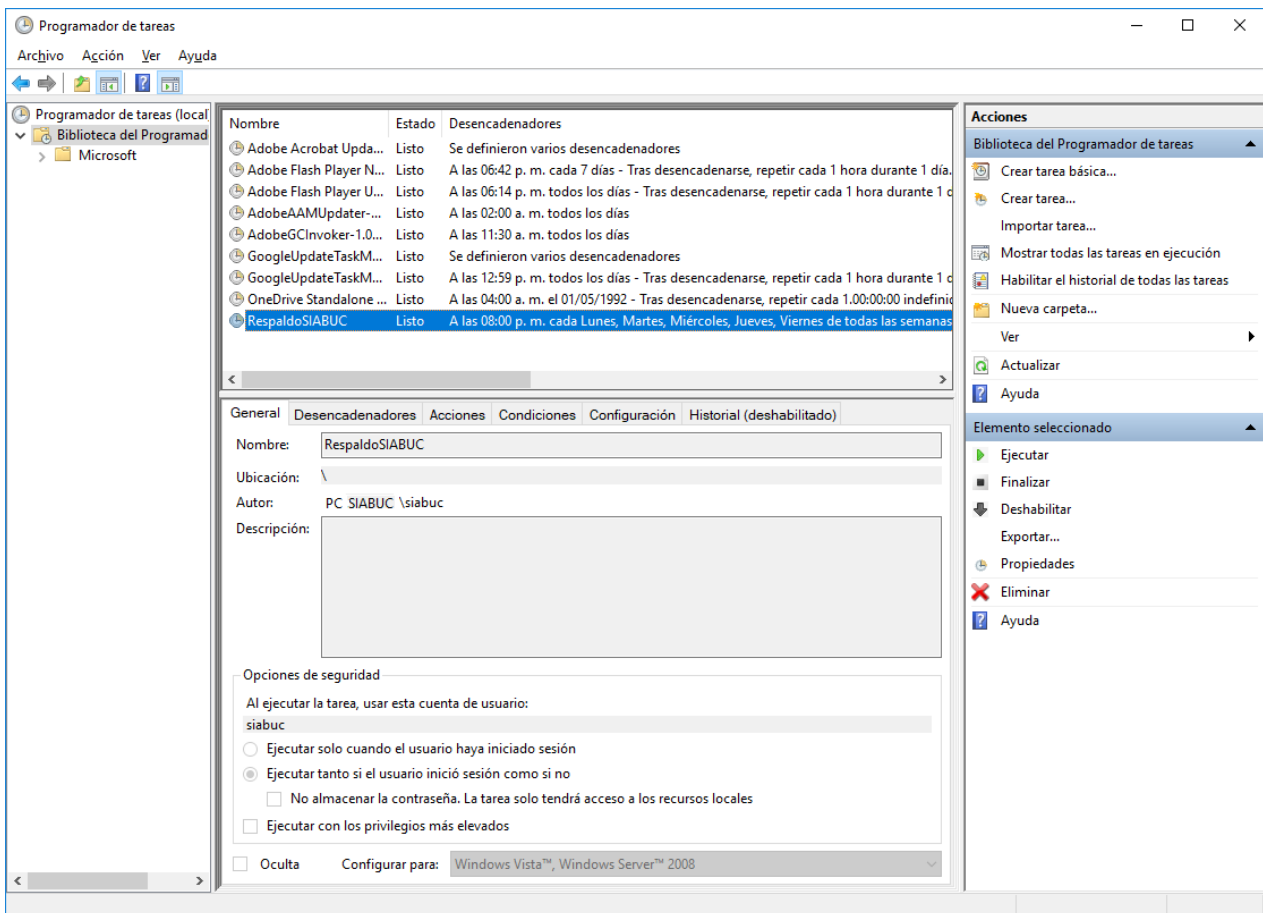 Programador de tareas
Archivo Acción Ver Ayuda
Programador de tareas (local
Biblioteca del Programad
Microsoft
Nombre Estado Desencadenadores
Adobe Acrobat Upda... Listo Se definieron varios desencadenadores
Adobe Flash Player N... Listo A las 06:42 p. m. cada 7 días - Tras desencadenarse, repetir cada 1 hora durante 1 día.
Adobe Flash Player U... Listo A las 06:14 p. m. todos los días - Tras desencadenarse, repetir cada 1 hora durante 1 d
AdobeAAMUpdater-... Listo A las 02:00 a. m. todos los días
AdobeGCInvoker-1.0... Listo A las 11:30 a. m. todos los días
GoogleUpdateTaskM... Listo Se definieron varios desencadenadores
GoogleUpdateTaskM... Listo A las 12:59 p. m. todos los días - Tras desencadenarse, repetir cada 1 hora durante 1 d
OneDrive Standalone ... Listo A las 04:00 a. m. el 01/05/1992 - Tras desencadenarse, repetir cada 1.00:00:00 indefinid
RespaldoSIABUC Listo A las 08:00 p. m. cada Lunes, Martes, Miércoles, Jueves, Viernes de todas las semanas
General Desencadenadores Acciones Condiciones Configuración Historial (deshabilitado)
Nombre: RespaldoSIABUC
Ubicación: \
Autor: PC SIABUC \siabuc
Descripción:
Opciones de seguridad
Al ejecutar la tarea, usar esta cuenta de usuario:
siabuc
Ejecutar solo cuando el usuario haya iniciado sesión
Ejecutar tanto si el usuario inició sesión como si no
No almacenar la contraseña. La tarea solo tendrá acceso a los recursos locales
Ejecutar con los privilegios más elevados
Oculta Configurar para: Windows Vista™, Windows Server™ 2008
Acciones
Biblioteca del Programador de tareas
Crear tarea básica...
Crear tarea...
Importar tarea...
Mostrar todas las tareas en ejecución
Habilitar el historial de todas las tareas
Nueva carpeta...
Ver
Actualizar
Ayuda
Elemento seleccionado
Ejecutar
Finalizar
Deshabilitar
Exportar...
Propiedades
Eliminar
Ayuda